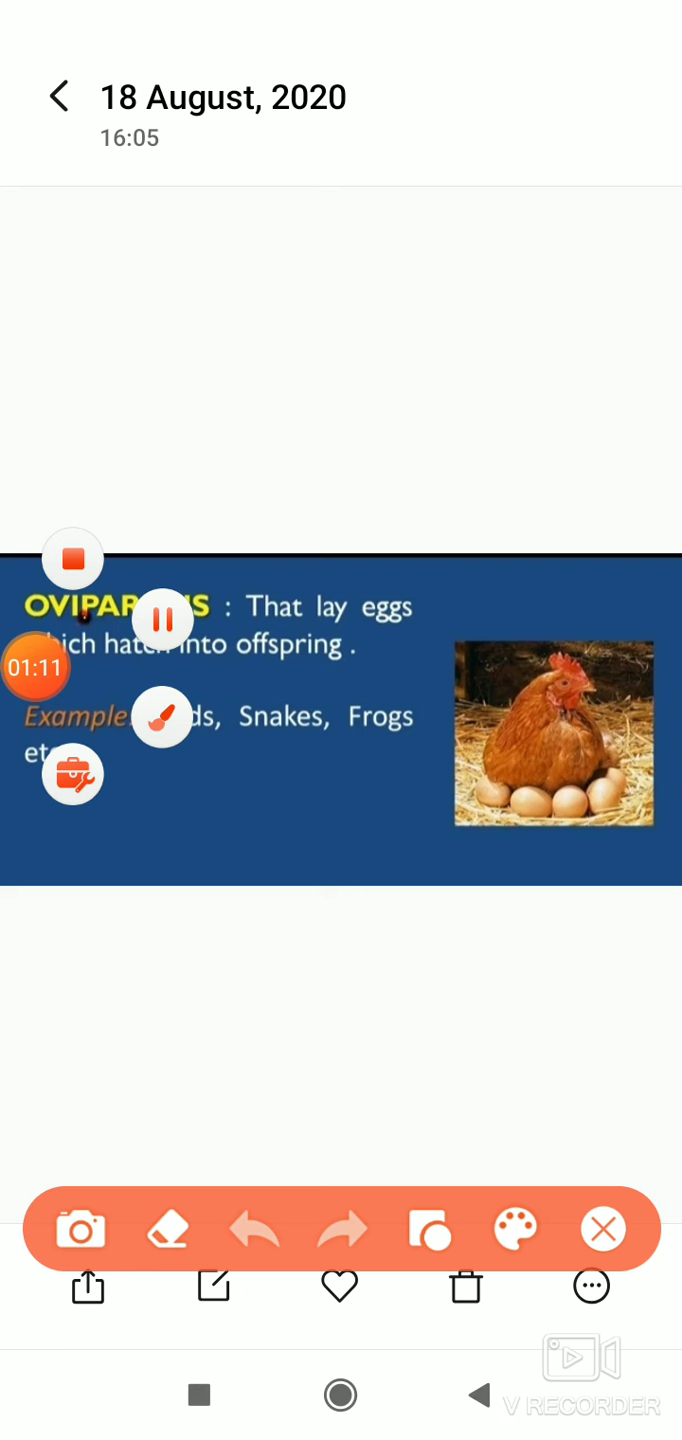 18 August, 2020
16:05
: That lay eggs
into offspring .
01:11
Snakes, Frogs
V RECORDER